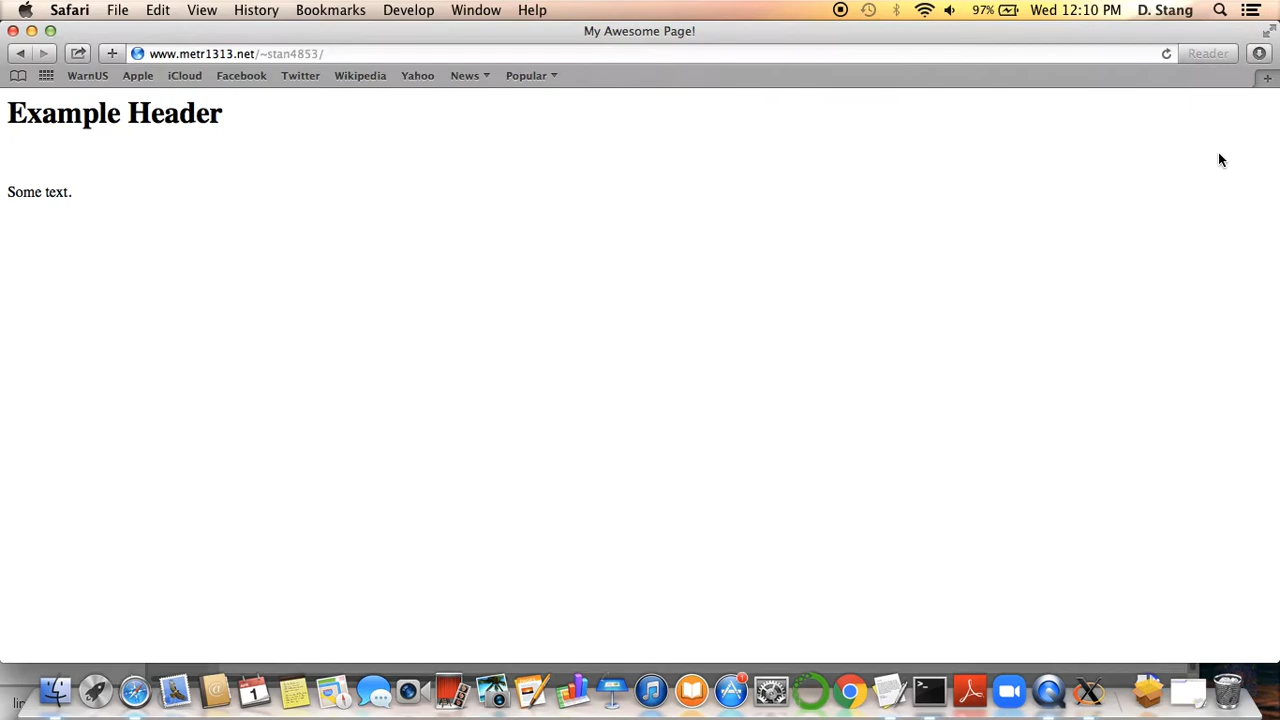 Safari File Edit View History Bookmarks Develop Window Help 97% Wed 12:10 PM D. Stang
My Awesome Page!
www.metr1313.net/~stan4853/ Reader
WarnUS Apple iCloud Facebook Twitter Wikipedia Yahoo News Popular
Example Header
Some text.